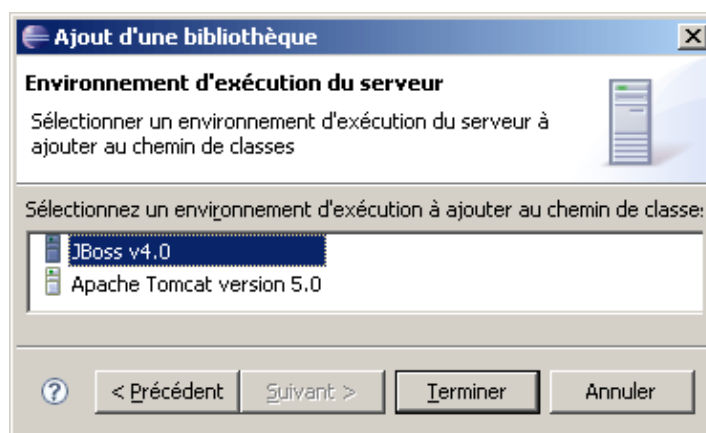 Ajout d'une bibliothèque
Environnement d'exécution du serveur
Sélectionner un environnement d'exécution du serveur à
ajouter au chemin de classes
Sélectionnez un environnement d'exécution à ajouter au chemin de classe:
JBoss v4.0
Apache Tomcat version 5.0
? < Précédent Suivant > Terminer Annuler